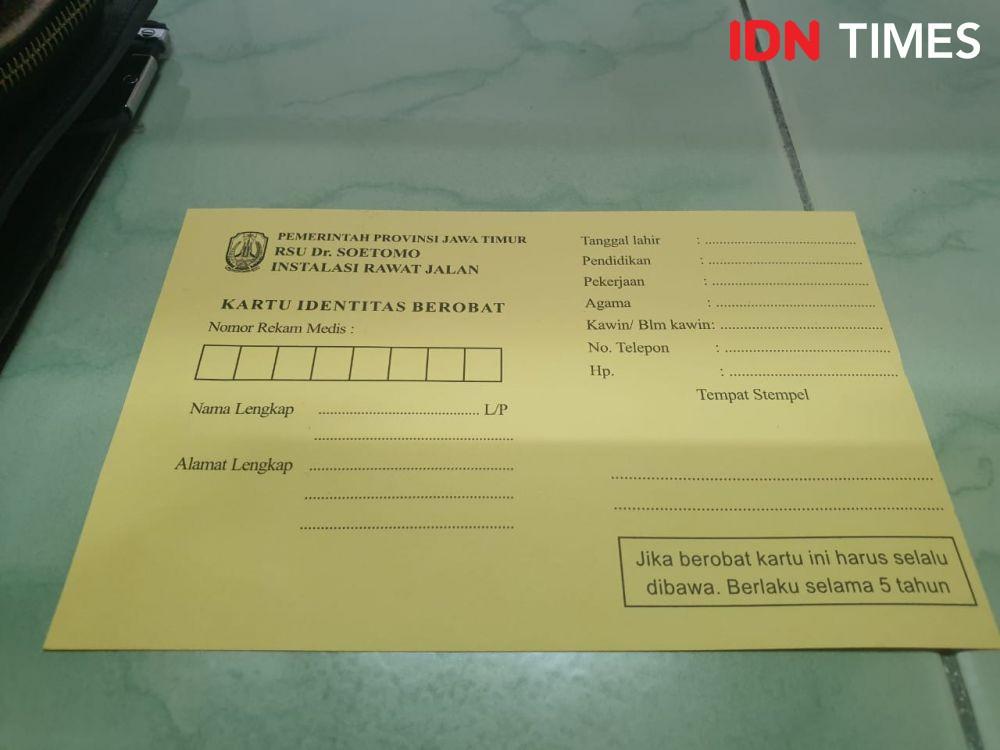 IDN TIMES
PEMERINTAH PROVINSI JAWA TIMUR
RSU Dr. SOETOMO
INSTALASI RAWAT JALAN
KARTU IDENTITAS BEROBAT
Nomor Rekam Medis :
Nama Lengkap ........................................ L/P
..................................................
Alamat Lengkap ..................................................
..................................................
..................................................
Tanggal lahir : ........................................
Pendidikan : ........................................
Pekerjaan : ........................................
Agama : ........................................
Kawin/ Blm kawin: ........................................
No. Telepon : ........................................
Hp. : ........................................
Tempat Stempel
................................................................................
................................................................................
Jika berobat kartu ini harus selalu
dibawa. Berlaku selama 5 tahun